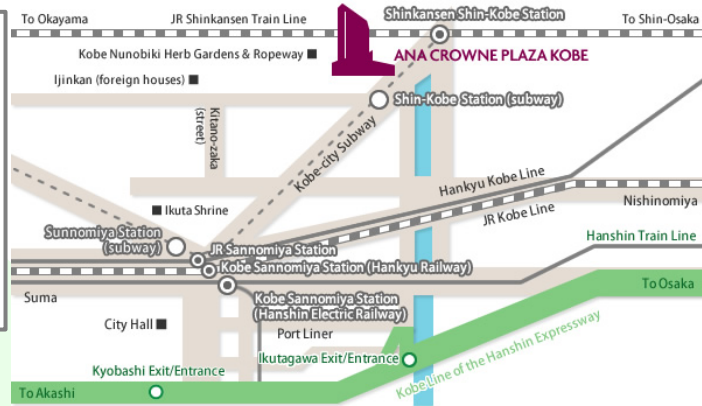 Shinkansen Shin-Kobe Station
To Okayama
JR Shinkansen Train Line
To Shin-Osaka
Kobe Nunobiki Herb Gardens & Ropeway
ANA CROWNE PLAZA KOBE
Ijinkan (foreign houses)
Shin-Kobe Station (subway)
Kitano-zaka
(street)
Kobe-city Subway
Hankyu Kobe Line
JR Kobe Line
Nishinomiya
Ikuta Shrine
Sunnomiya Station
(subway)
Hanshin Train Line
JR Sannomiya Station
Kobe Sannomiya Station (Hankyu Railway)
To Osaka
Suma
Kobe Sannomiya Station
(Hanshin Electric Railway)
City Hall
Port Liner
Ikutagawa Exit/Entrance
Kobe Line of the Hanshin Expressway
Kyobashi Exit/Entrance
To Akashi